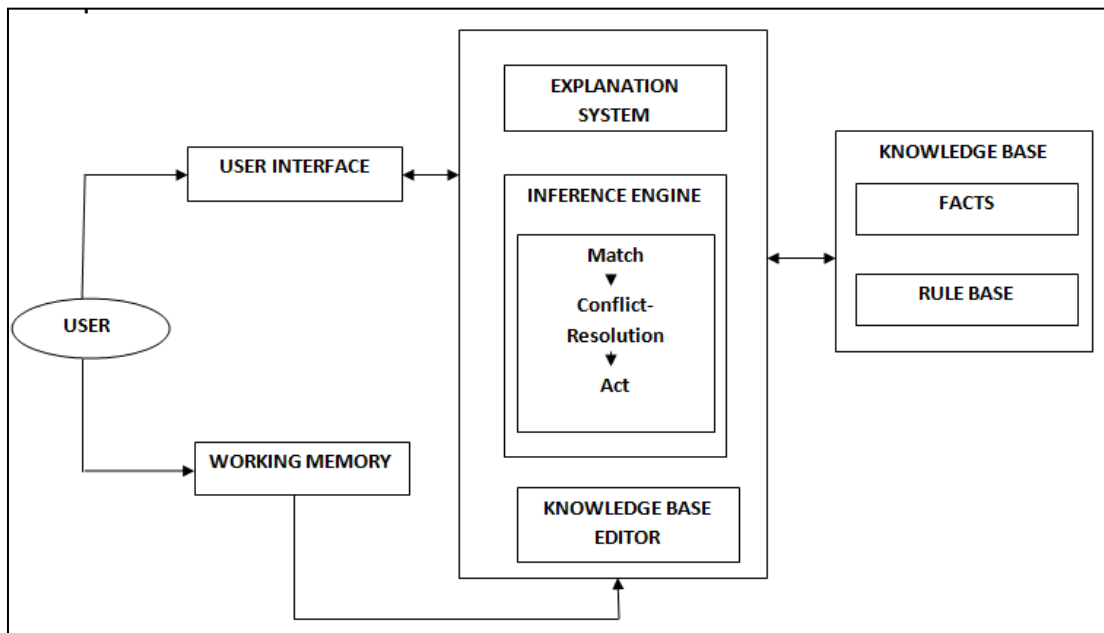 EXPLANATION
SYSTEM
USER INTERFACE
KNOWLEDGE BASE
INFERENCE ENGINE
FACTS
Match
Conflict-
Resolution
Act
RULE BASE
USER
WORKING MEMORY
KNOWLEDGE BASE
EDITOR